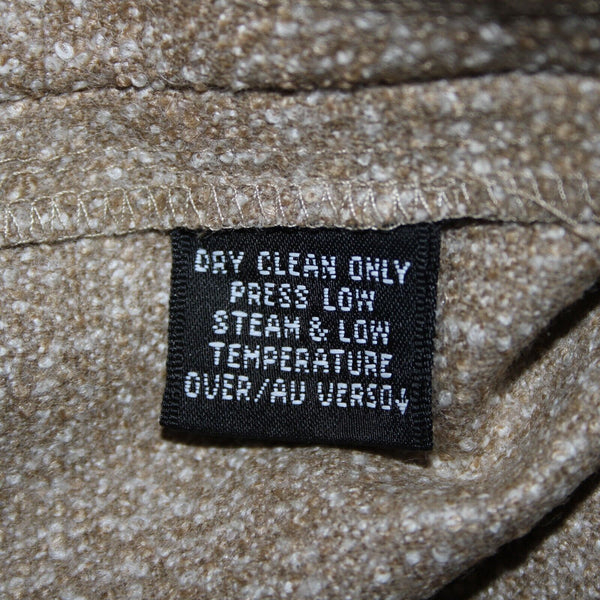 DRY CLEAN ONLY
PRESS LOW
STEAM & LOW
TEMPERATURE
OVER/AU VERSO↓